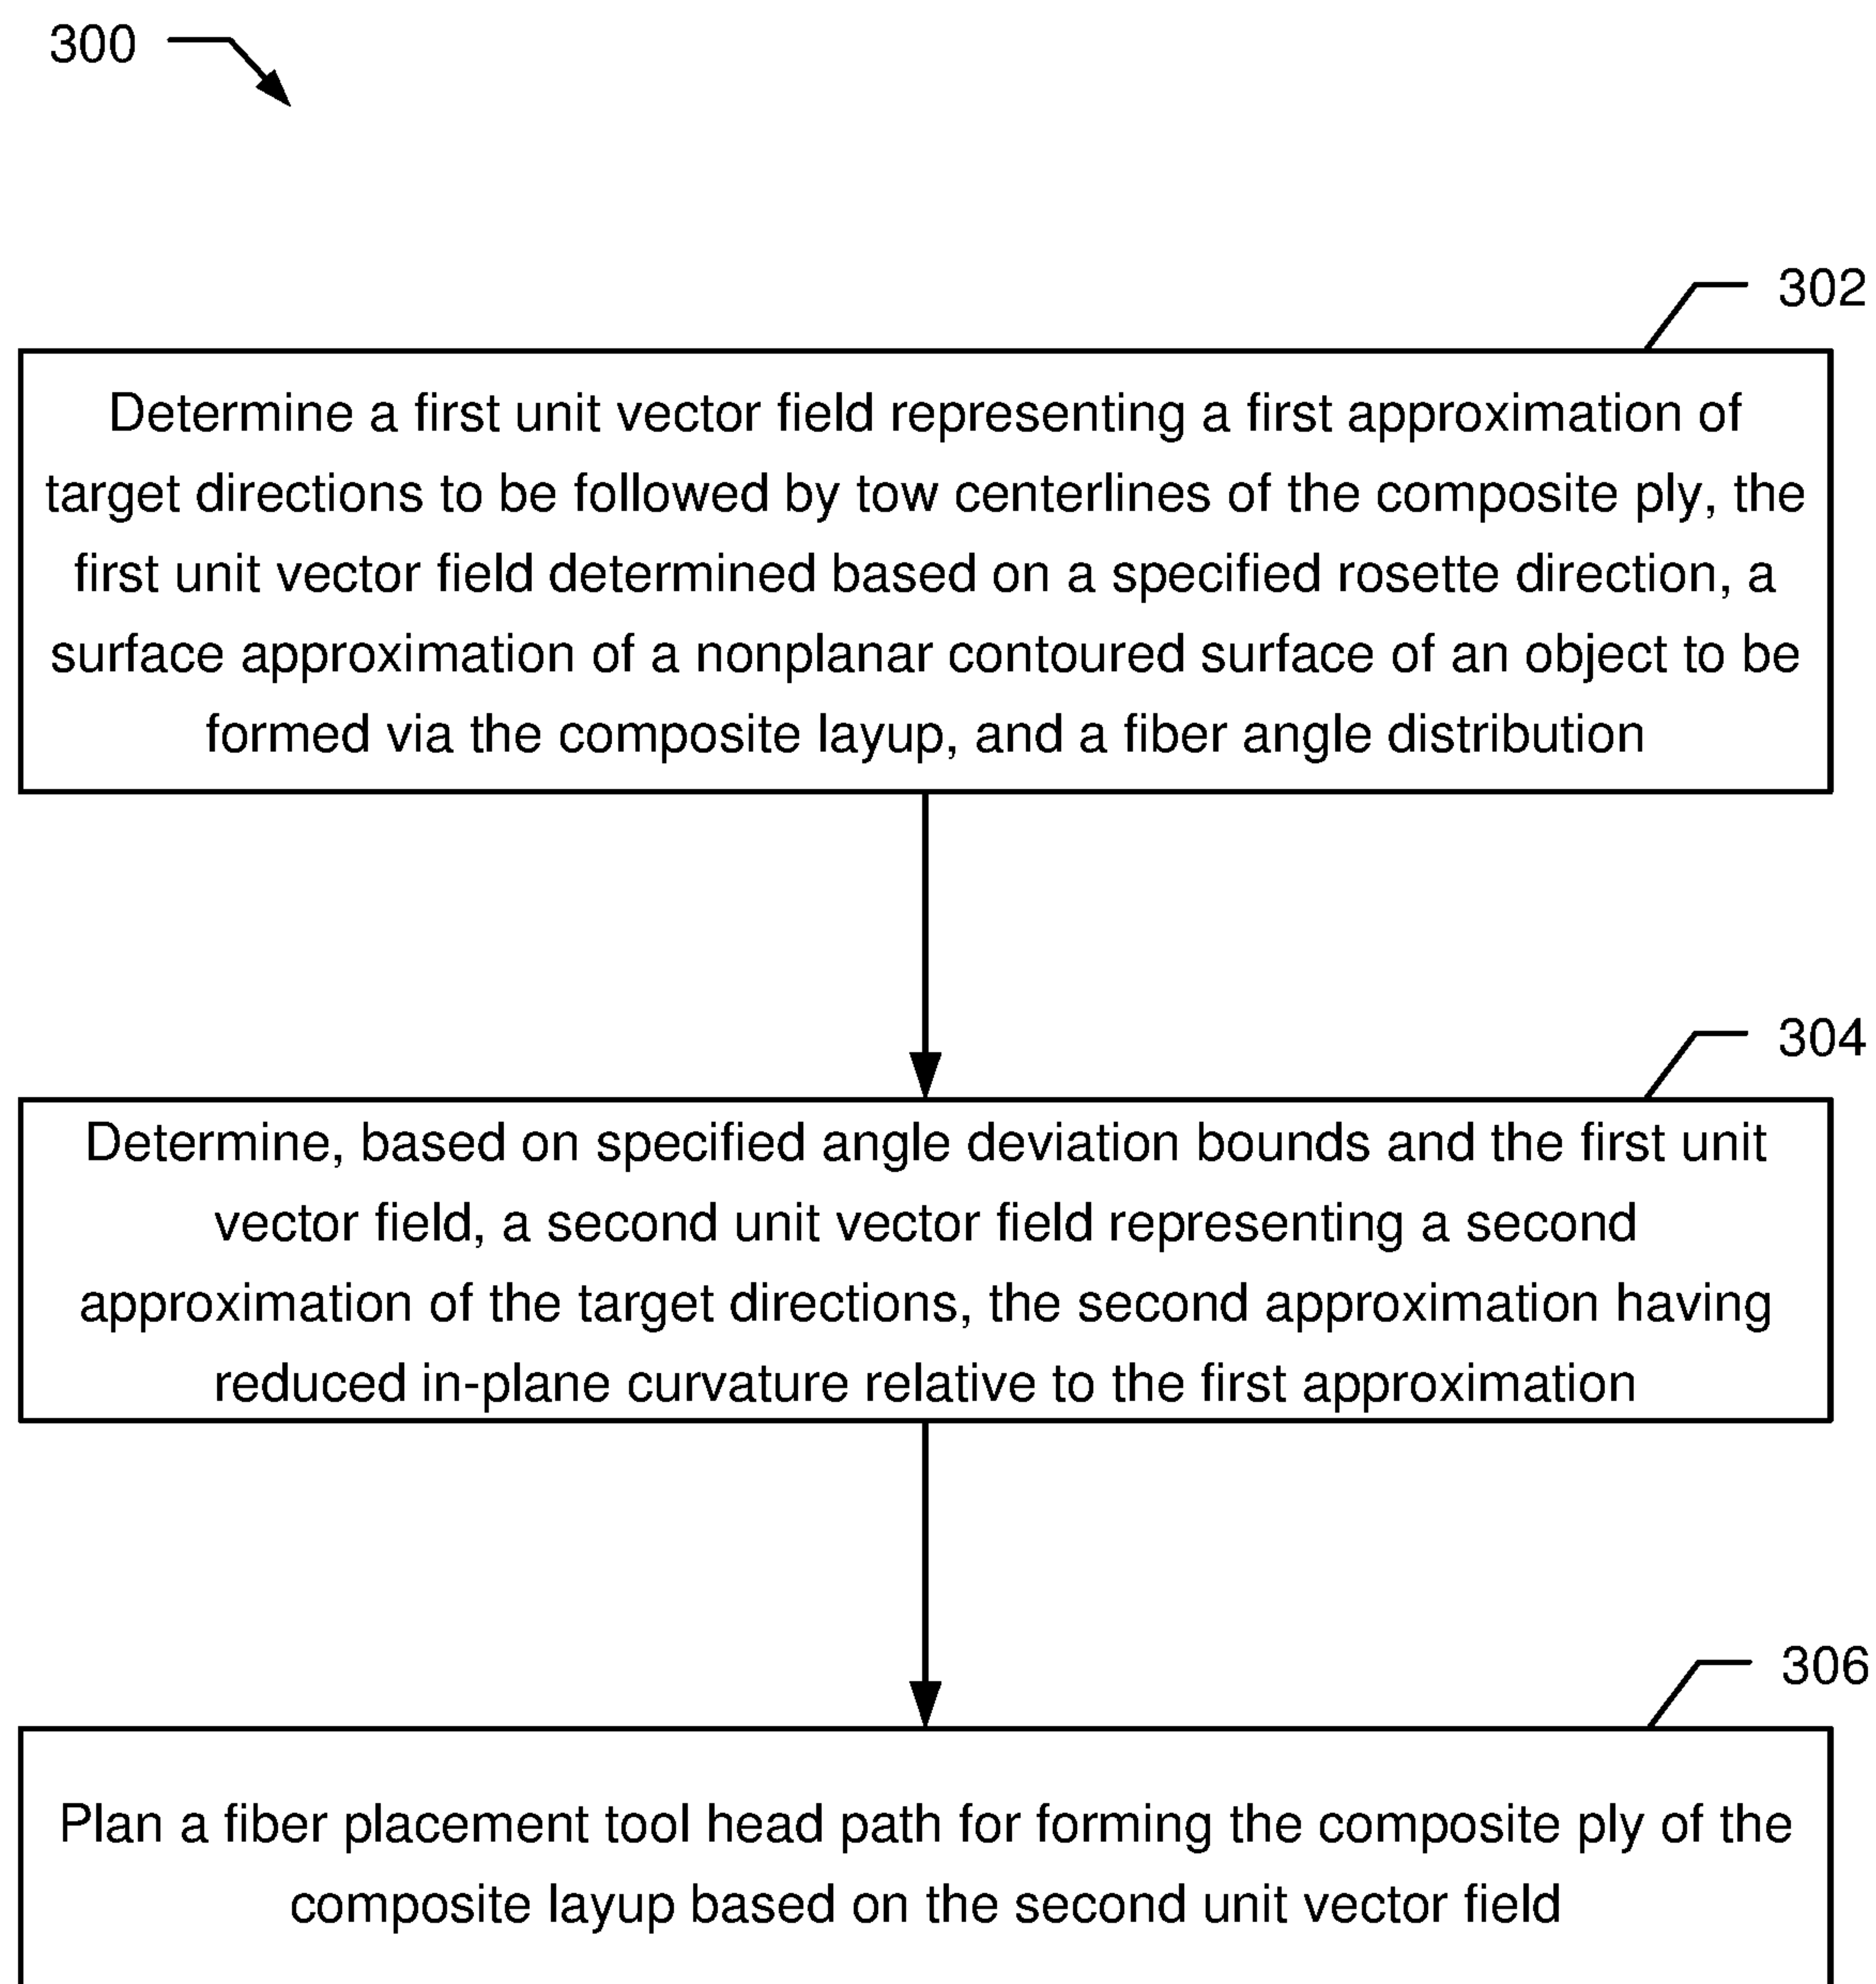 300
302
Determine a first unit vector field representing a first approximation of
target directions to be followed by tow centerlines of the composite ply, the
first unit vector field determined based on a specified rosette direction, a
surface approximation of a nonplanar contoured surface of an object to be
formed via the composite layup, and a fiber angle distribution
304
Determine, based on specified angle deviation bounds and the first unit
vector field, a second unit vector field representing a second
approximation of the target directions, the second approximation having
reduced in-plane curvature relative to the first approximation
306
Plan a fiber placement tool head path for forming the composite ply of the
composite layup based on the second unit vector field